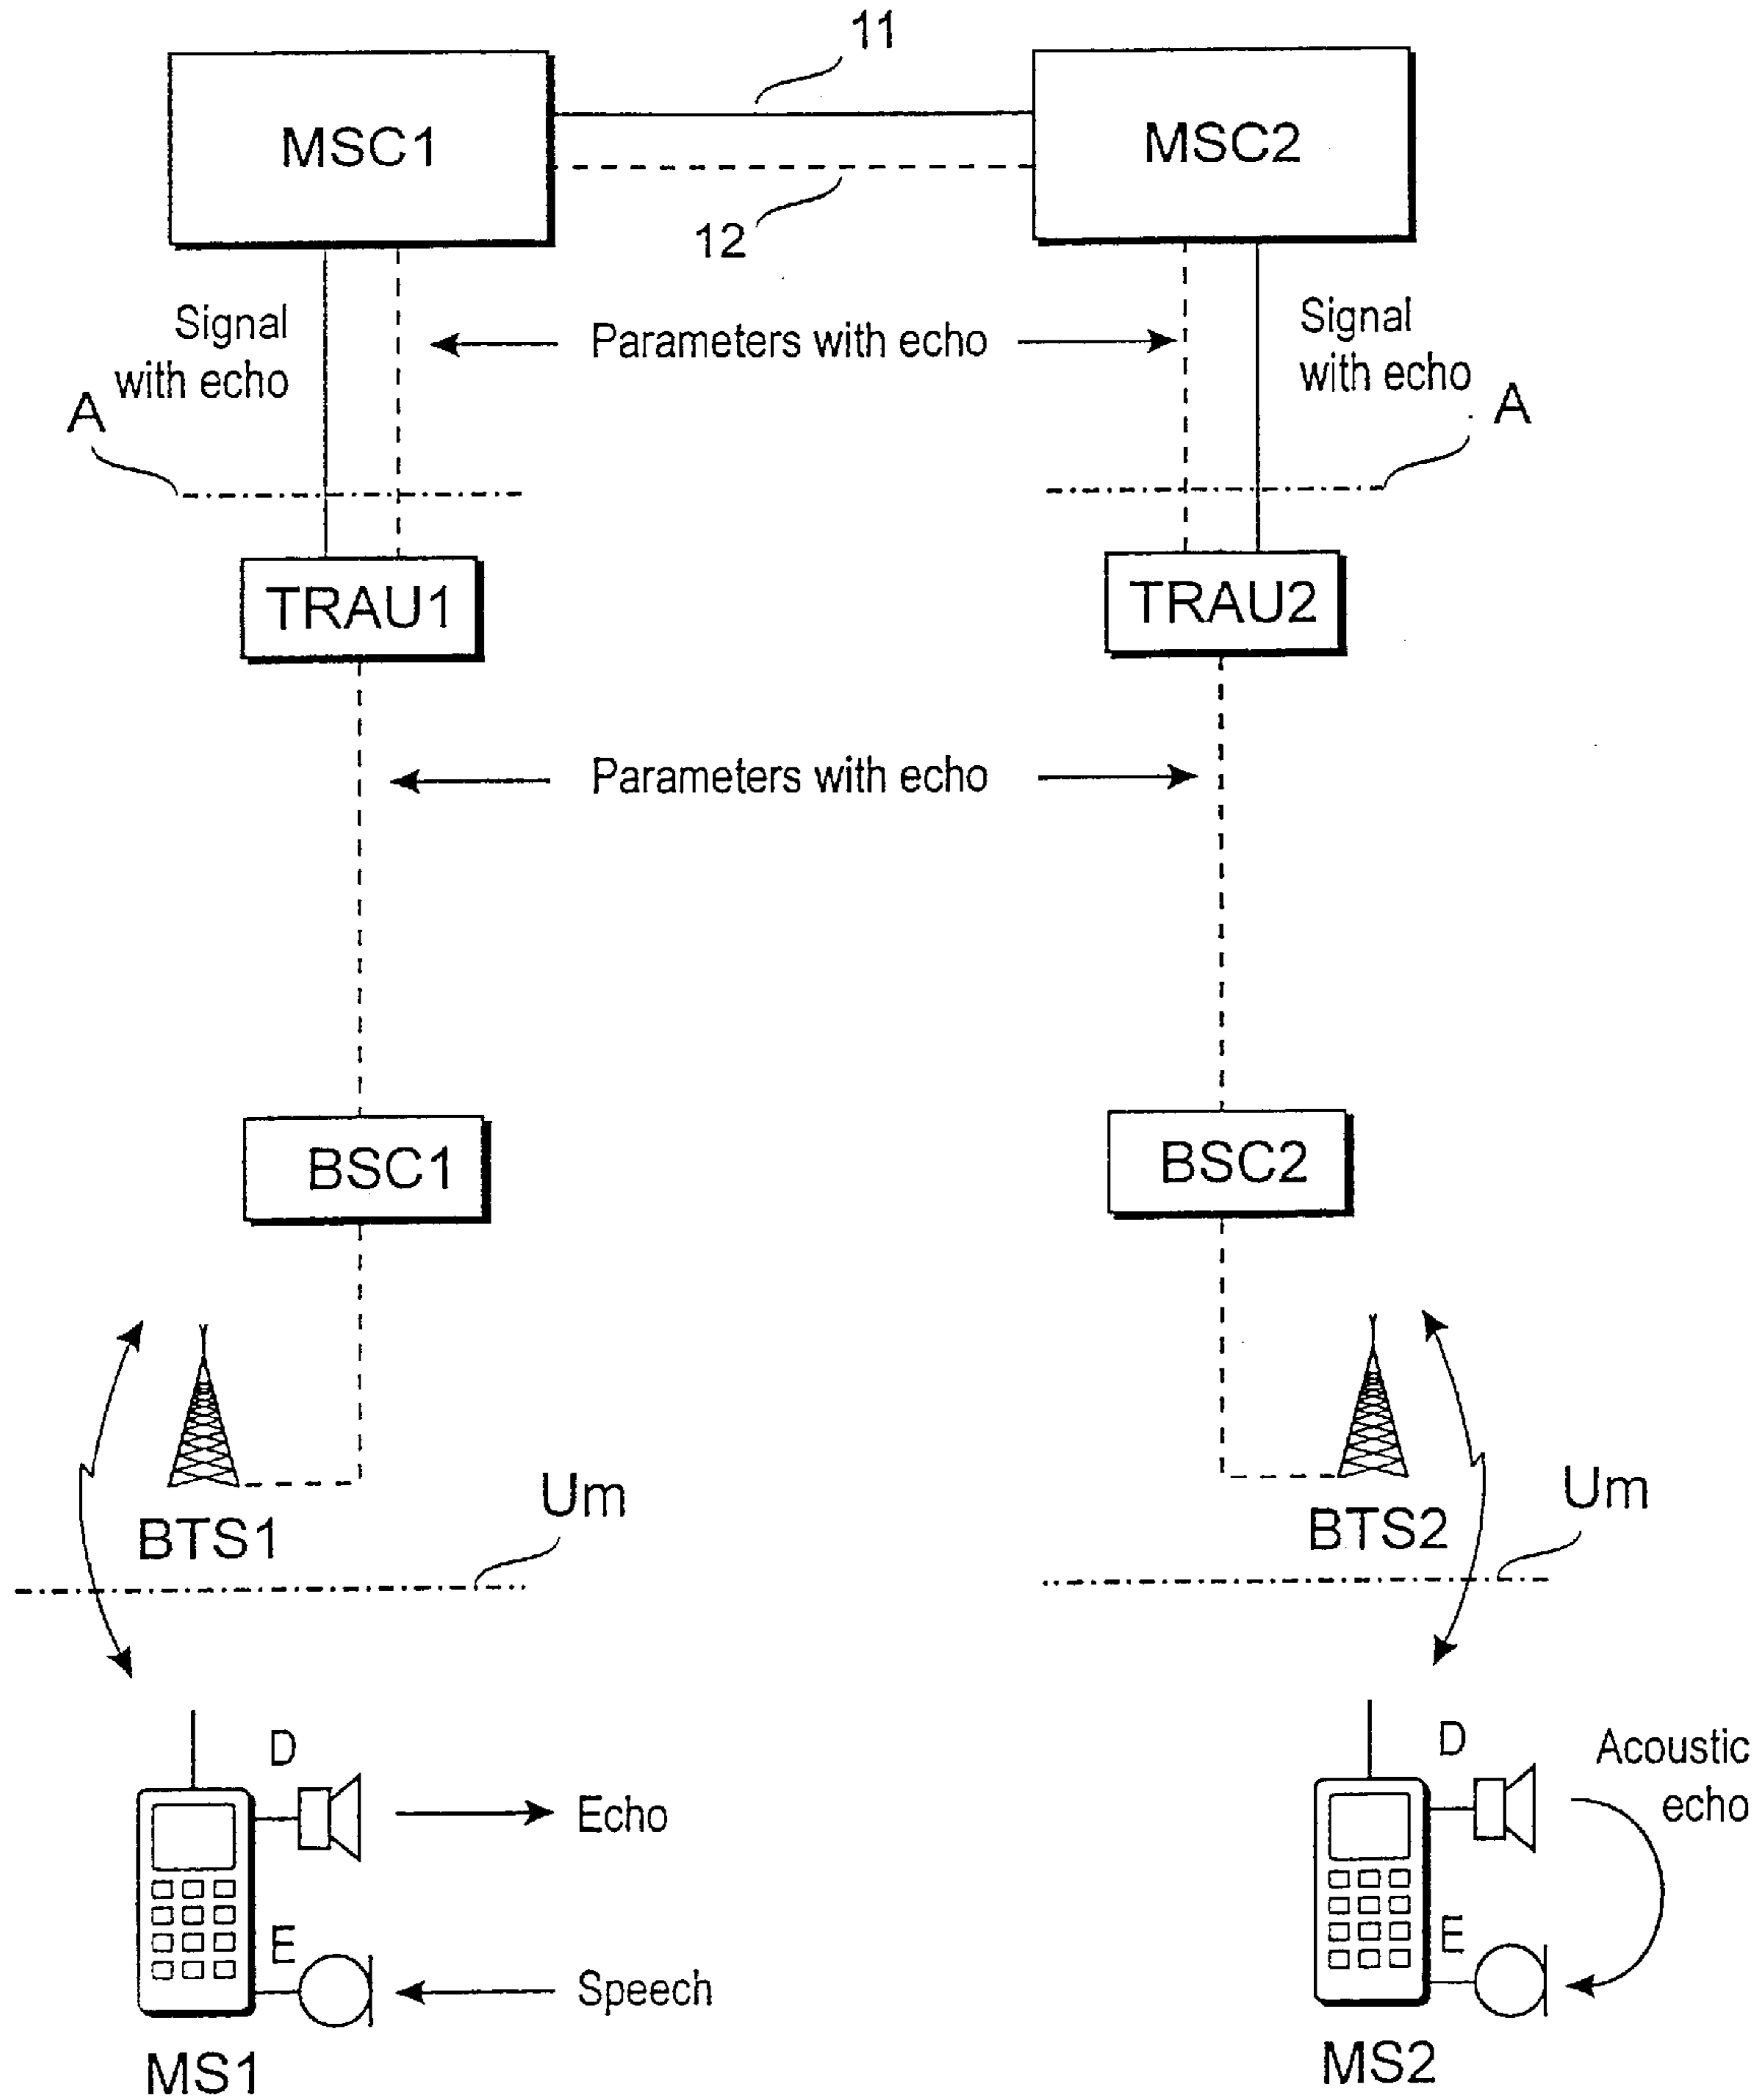 11
MSC1
MSC2
12
Signal
with echo
Parameters with echo
Signal
with echo
A
A
TRAU1
TRAU2
Parameters with echo
BSC1
BSC2
Um
Um
BTS1
BTS2
D
D
Acoustic
echo
Echo
E
E
Speech
MS1
MS2